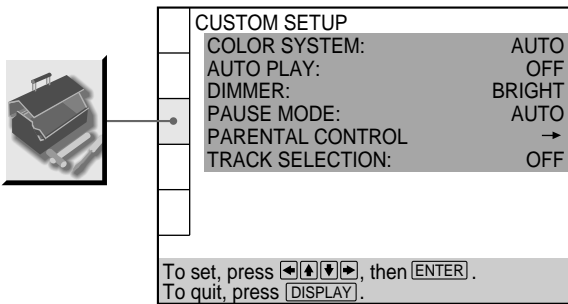 CUSTOM SETUP
COLOR SYSTEM: AUTO
AUTO PLAY: OFF
DIMMER: BRIGHT
PAUSE MODE: AUTO
PARENTAL CONTROL →
TRACK SELECTION: OFF
To set, press ←↑↓→, then ENTER.
To quit, press DISPLAY.